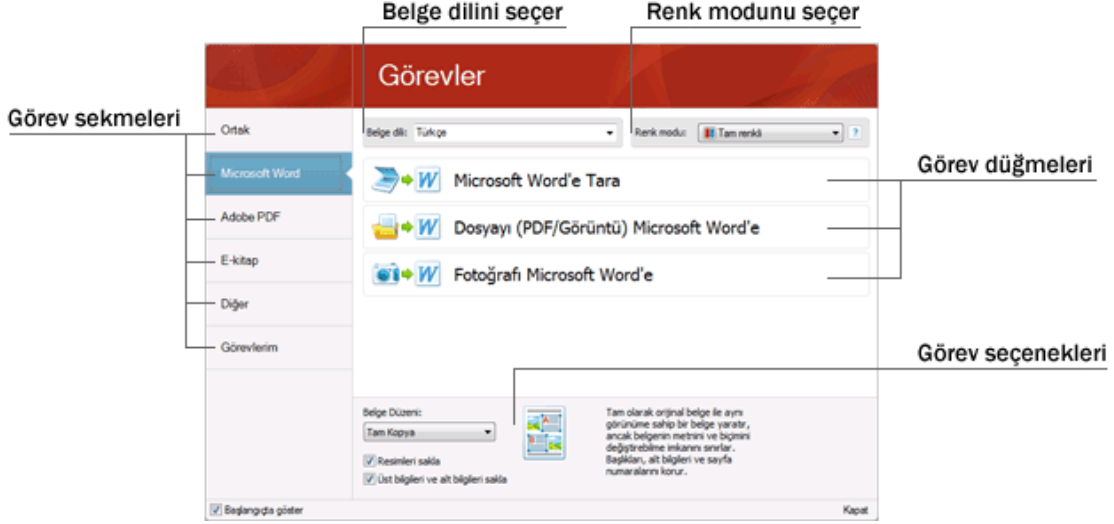 Belge dilini seçer
Renk modunu seçer
Görevler
Görev sekmeleri
Ortak
Microsoft Word
Adobe PDF
E-kitap
Diğer
Görevlerim
Belge dili: Türkçe
Renk modu: Tam renkli ?
Microsoft Word'e Tara
Dosyayı (PDF/Görüntü) Microsoft Word'e
Fotoğrafı Microsoft Word'e
Görev düğmeleri
Görev seçenekleri
Belge Düzeni:
Tam Kopya
Resimleri sakla
Üst bilgileri ve alt bilgileri sakla
Tam olarak orijinal belge ile aynı
görünüme sahip bir belge yaratır,
ancak belgenin metnini ve biçimini
değiştirebilme imkanını sınırlar.
Başlıkları, alt bilgileri ve sayfa
numaralarını korur.
Başlangıçta göster
Kapat